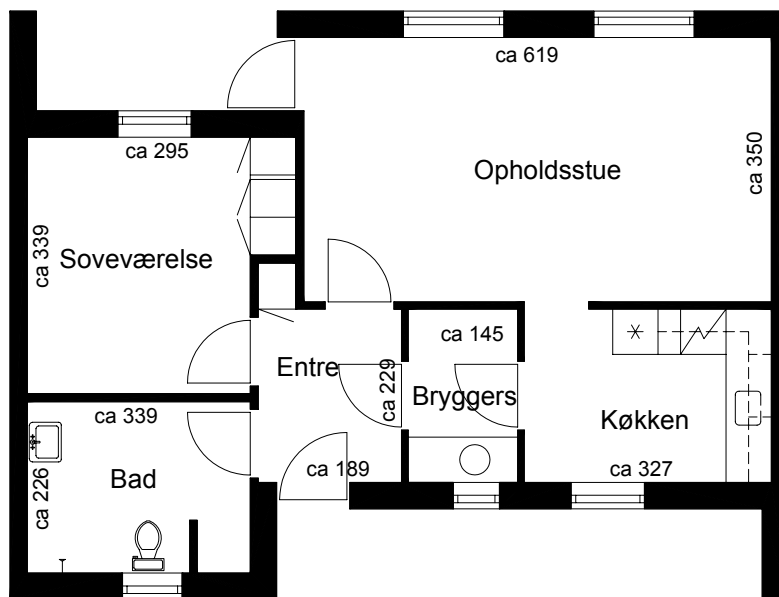 ca 619
ca 295
ca 350
Opholdsstue
ca 339
Soveværelse
ca 145
Entre
ca 229
Bryggers
ca 339
Køkken
ca 189
ca 327
Bad
ca 226